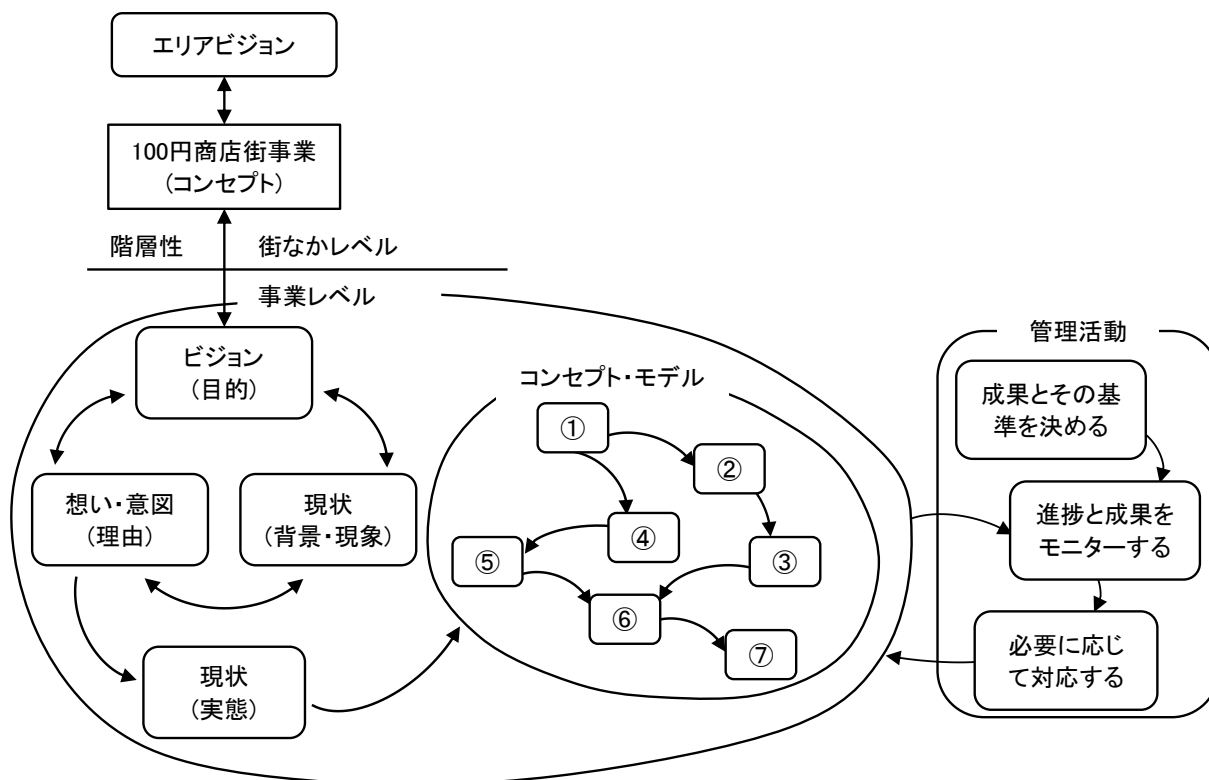 エリアビジョン
100円商店街事業
(コンセプト)
階層性
街なかレベル
事業レベル
ビジョン
(目的)
想い・意図
(理由)
現状
(背景・現象)
現状
(実態)
コンセプト・モデル
①
②
④
③
⑤
⑥
⑦
管理活動
成果とその基
準を決める
進捗と成果を
モニターする
必要に応じ
て対応する